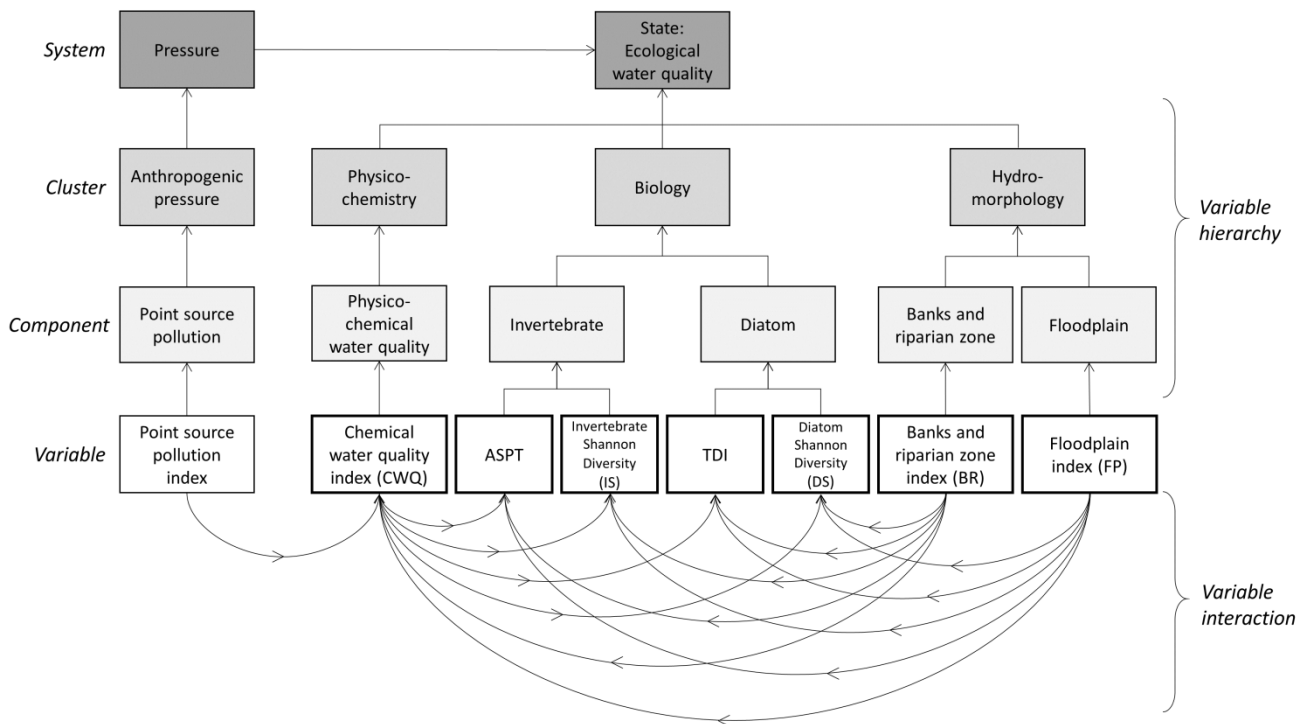 System
Pressure
State:
Ecological
water quality
Cluster
Anthropogenic
pressure
Physico-
chemistry
Biology
Hydro-
morphology
Variable
hierarchy
Component
Point source
pollution
Physico-
chemical
water quality
Invertebrate
Diatom
Banks and
riparian zone
Floodplain
Variable
Point source
pollution
index
Chemical
water quality
index (CWQ)
ASPT
Invertebrate
Shannon
Diversity
(IS)
TDI
Diatom
Shannon
Diversity
(DS)
Banks and
riparian zone
index (BR)
Floodplain
index (FP)
Variable
interaction